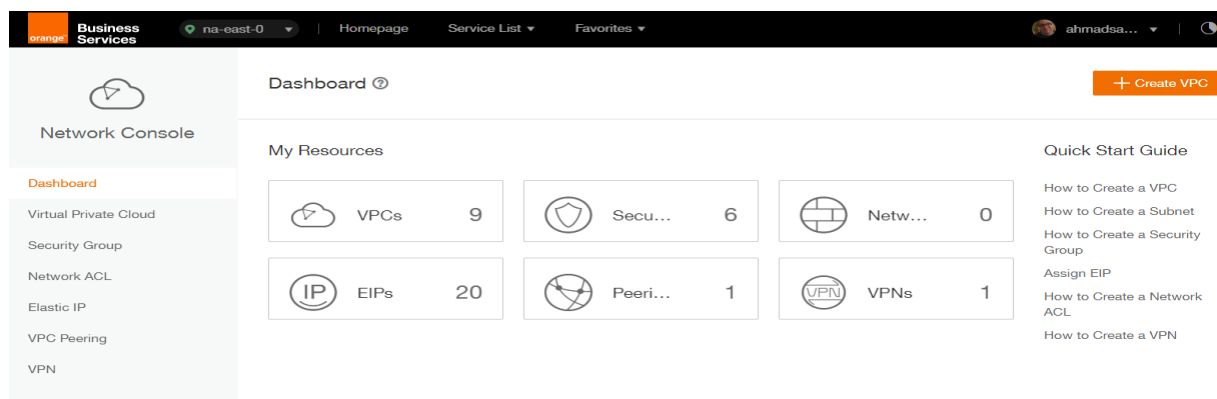 orange™ Business Services na-east-0 Homepage Service List Favorites ahmadsa...
Network Console
Dashboard
Virtual Private Cloud
Security Group
Network ACL
Elastic IP
VPC Peering
VPN
Dashboard ?
+ Create VPC
My Resources
VPCs 9
Secu... 6
Netw... 0
IP EIPs 20
Peeri... 1
VPN VPNs 1
Quick Start Guide
How to Create a VPC
How to Create a Subnet
How to Create a Security
Group
Assign EIP
How to Create a Network
ACL
How to Create a VPN